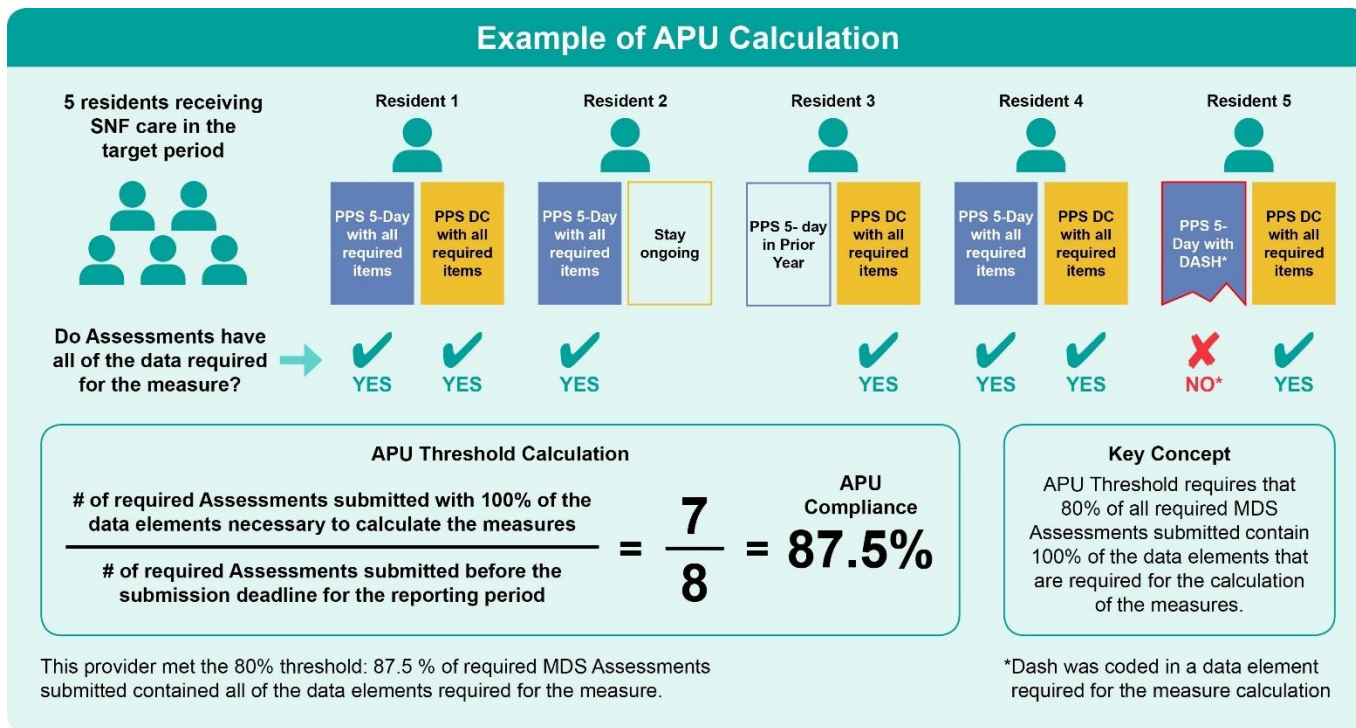 Example of APU Calculation
5 residents receiving
SNF care in the
target period
Resident 1
PPS 5-Day
with all
required
items
PPS DC
with all
required
items
Resident 2
PPS 5-Day
with all
required
items
Stay
ongoing
Resident 3
PPS 5- day
in Prior
Year
PPS DC
with all
required
items
Resident 4
PPS 5-Day
with all
required
items
PPS DC
with all
required
items
Resident 5
PPS 5-
Day with
DASH*
PPS DC
with all
required
items
Do Assessments have
all of the data required
for the measure?
YES
YES
YES
YES
YES
YES
NO*
YES
APU Threshold Calculation
# of required Assessments submitted with 100% of the
data elements necessary to calculate the measures
# of required Assessments submitted before the
submission deadline for the reporting period
=
7
8
=
APU
Compliance
87.5%
Key Concept
APU Threshold requires that
80% of all required MDS
Assessments submitted contain
100% of the data elements that
are required for the calculation
of the measures.
This provider met the 80% threshold: 87.5 % of required MDS Assessments
submitted contained all of the data elements required for the measure.
*Dash was coded in a data element
required for the measure calculation